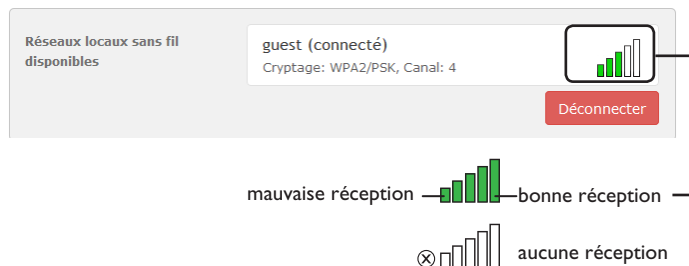 Réseaux locaux sans fil
disponibles
guest (connecté)
Cryptage: WPA2/PSK, Canal: 4
Déconnecter
mauvaise réception
bonne réception
aucune réception